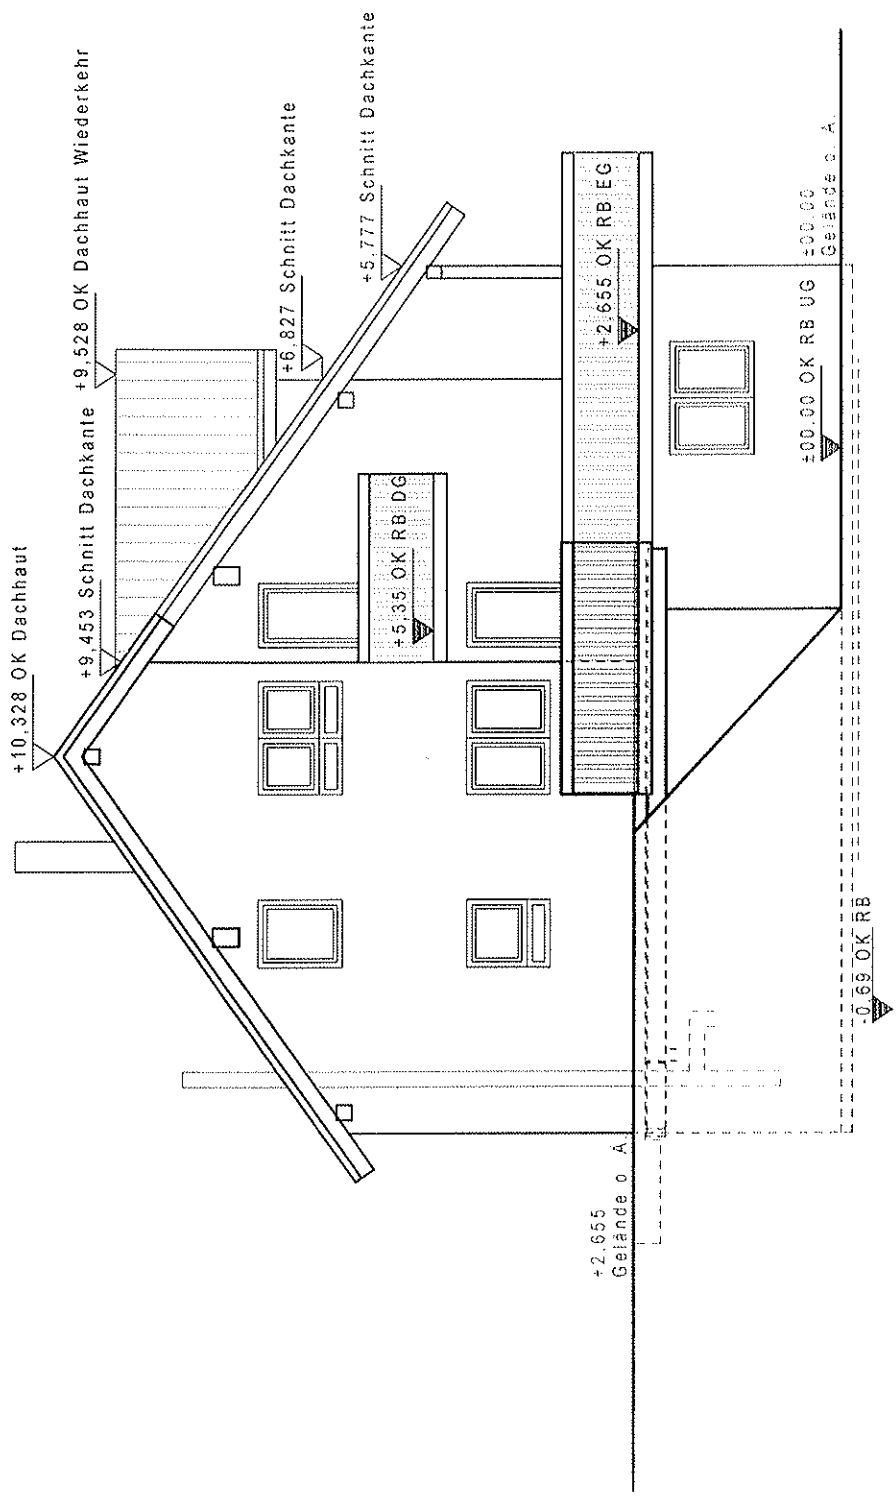 +10,328 OK Dachhaut
+9,453 Schnitt Dachkante
+9,528 OK Dachhaut Wiederkehr
+6,827 Schnitt Dachkante
+5,777 Schnitt Dachkante
+5,35 OK RB DG
+2,655 OK RB EG
+2,655
Gelände o. Ä.
±00.00 OK RB UG
±00.00
Gelände o. Ä.
-0,69 OK RB